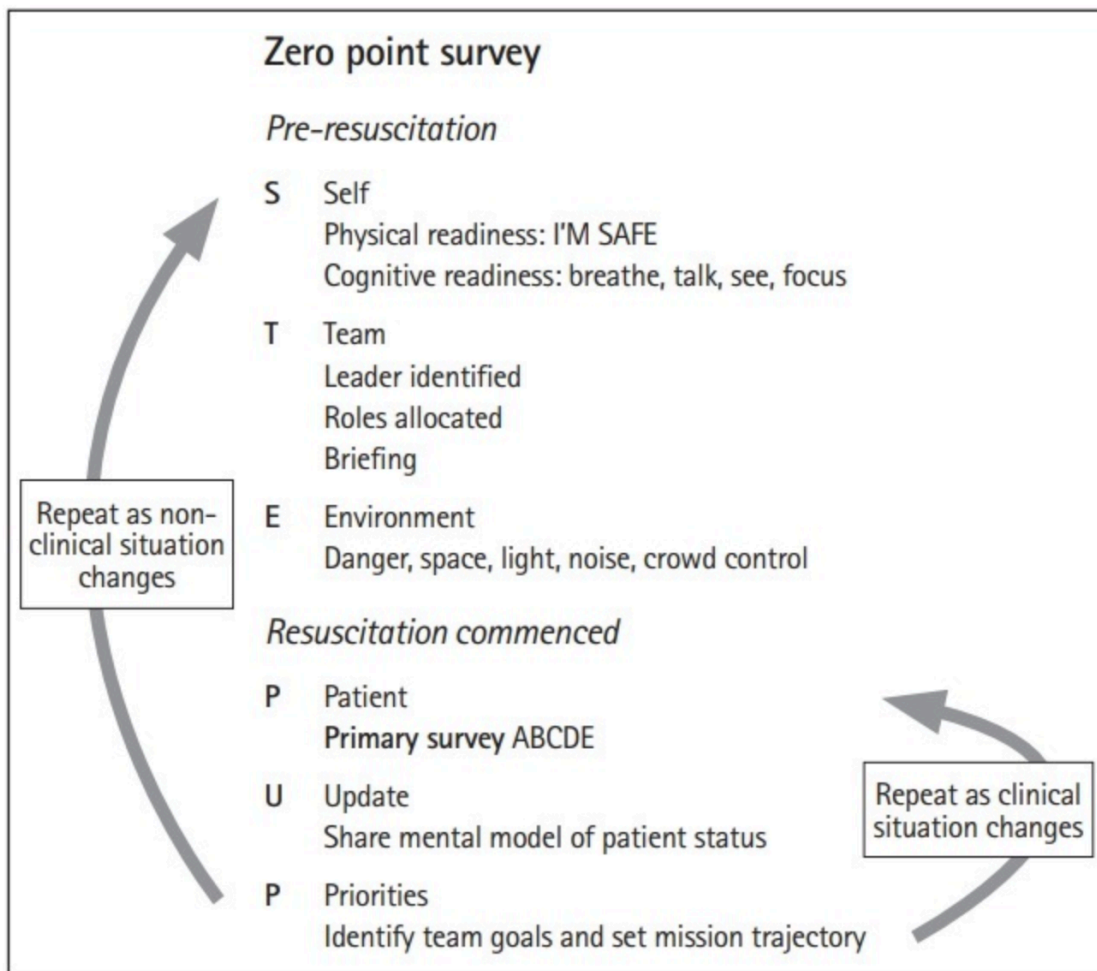 Zero point survey
Pre-resuscitation
S Self
Physical readiness: I'M SAFE
Cognitive readiness: breathe, talk, see, focus
T Team
Leader identified
Roles allocated
Briefing
Repeat as non-
clinical situation
changes
E Environment
Danger, space, light, noise, crowd control
Resuscitation commenced
P Patient
Primary survey ABCDE
U Update
Share mental model of patient status
Repeat as clinical
situation changes
P Priorities
Identify team goals and set mission trajectory